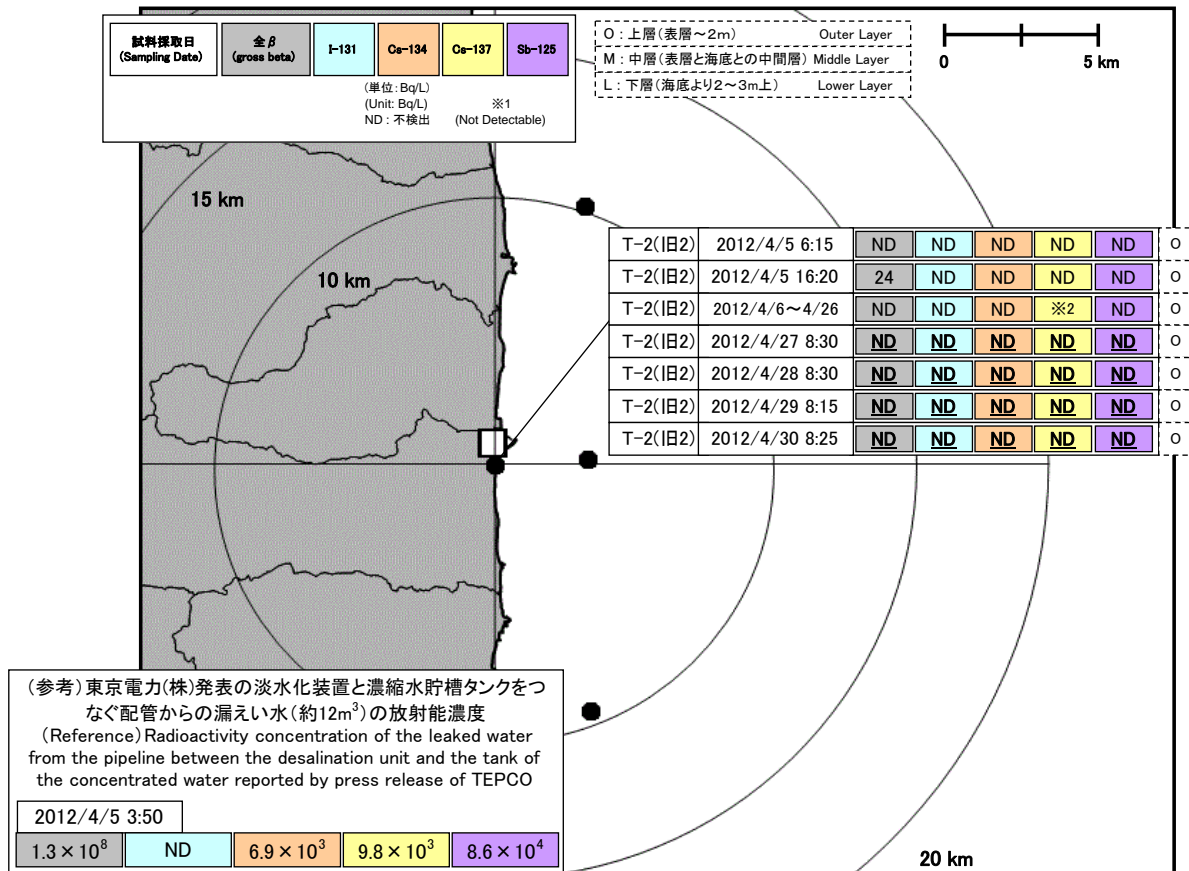 試料採取日 全β I-131 Cs-134 Cs-137 Sb-125
(Sampling Date) (gross beta)
(単位:Bq/L)
(Unit: Bq/L) ※1
ND:不検出 (Not Detectable)
O:上層(表層~2m) Outer Layer
M:中層(表層と海底との中間層) Middle Layer
L:下層(海底より2~3m上) Lower Layer
0 5 km
15 km
10 km
T-2(旧2) 2012/4/5 6:15 ND ND ND ND ND O
T-2(旧2) 2012/4/5 16:20 24 ND ND ND ND O
T-2(旧2) 2012/4/6~4/26 ND ND ND ※2 ND O
T-2(旧2) 2012/4/27 8:30 ND ND ND ND ND O
T-2(旧2) 2012/4/28 8:30 ND ND ND ND ND O
T-2(旧2) 2012/4/29 8:15 ND ND ND ND ND O
T-2(旧2) 2012/4/30 8:25 ND ND ND ND ND O
(参考)東京電力(株)発表の淡水化装置と濃縮水貯槽タンクをつ
なぐ配管からの漏えい水(約12m³)の放射能濃度
(Reference)Radioactivity concentration of the leaked water
from the pipeline between the desalination unit and the tank of
the concentrated water reported by press release of TEPCO
2012/4/5 3:50
1.3×10⁸ ND 6.9×10³ 9.8×10³ 8.6×10⁴
20 km